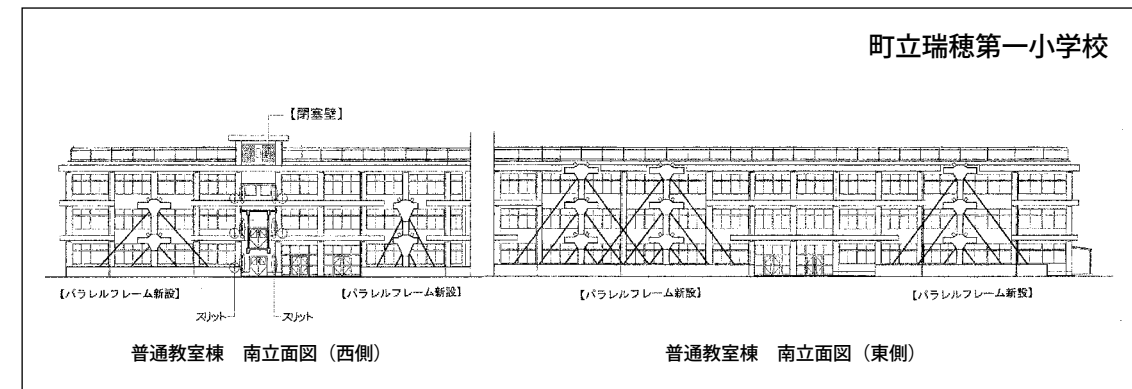 町立瑞穂第一小学校
【閉塞壁】
【パラレルフレーム新設】
【パラレルフレーム新設】
スリット
スリット
普通教室棟　南立面図（西側）
【パラレルフレーム新設】
【パラレルフレーム新設】
普通教室棟　南立面図（東側）